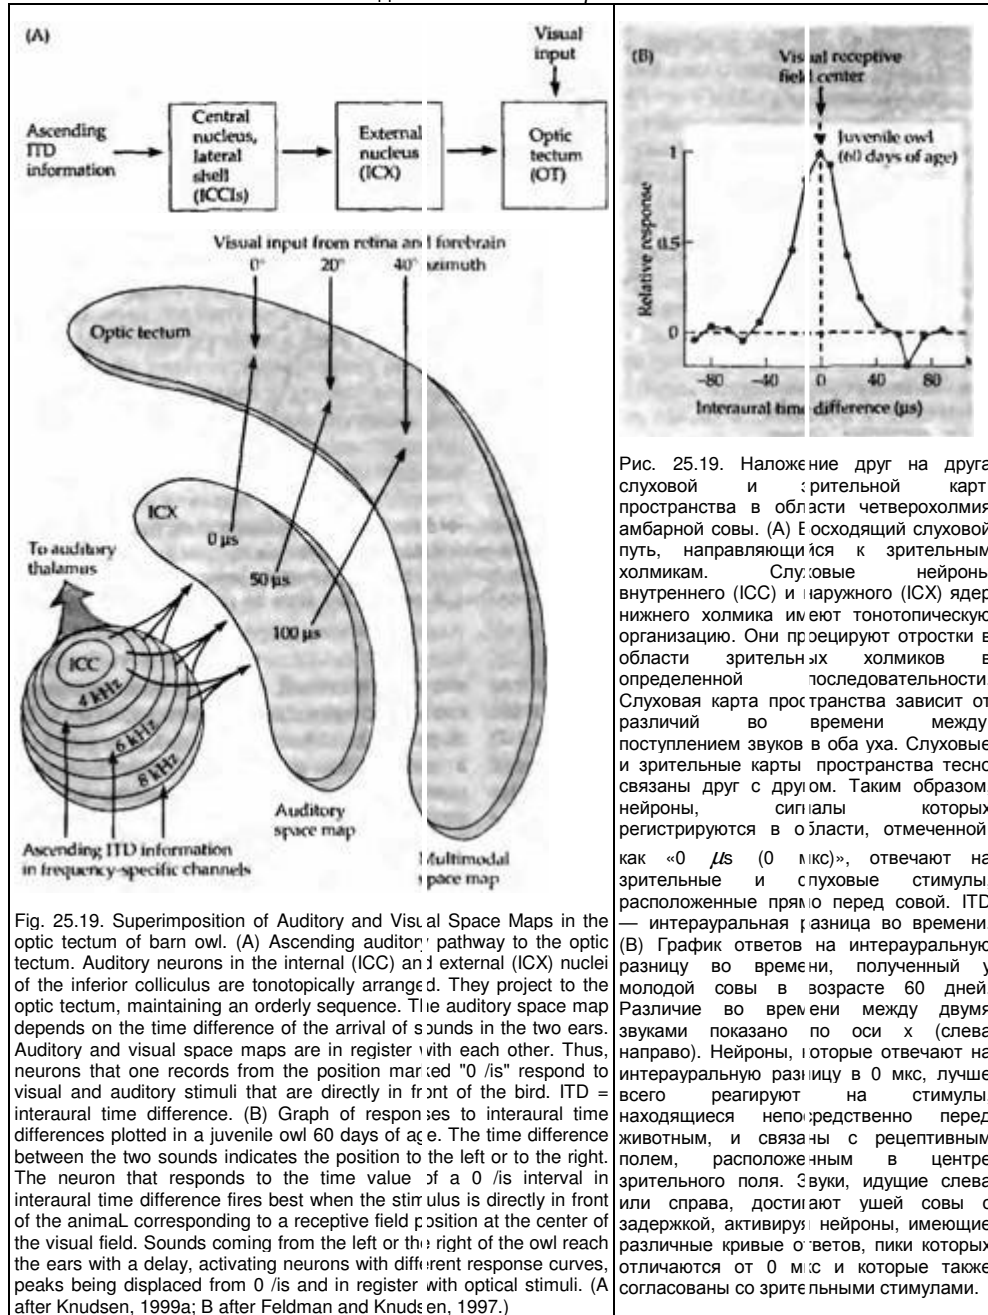 (A)
Visual
input
Ascending
ITD
information
Central
nucleus,
lateral
shell
(ICCIs)
External
nucleus
(ICX)
Optic
tectum
(OT)
Visual input from retina and forebrain
0° 20° 40° azimuth
Optic tectum
ICX
To auditory
thalamus
0 μs
50 μs
100 μs
ICC
4 kHz
6 kHz
8 kHz
Auditory
space map
Ascending ITD information
in frequency-specific channels
Multimodal
space map
Fig. 25.19. Superimposition of Auditory and Visual Space Maps in the
optic tectum of barn owl. (A) Ascending auditory pathway to the optic
tectum. Auditory neurons in the internal (ICC) and external (ICX) nuclei
of the inferior colliculus are tonotopically arranged. They project to the
optic tectum, maintaining an orderly sequence. The auditory space map
depends on the time difference of the arrival of sounds in the two ears.
Auditory and visual space maps are in register with each other. Thus,
neurons that one records from the position marked "0 /is" respond to
visual and auditory stimuli that are directly in front of the bird. ITD =
interaural time difference. (B) Graph of responses to interaural time
differences plotted in a juvenile owl 60 days of age. The time difference
between the two sounds indicates the position to the left or to the right.
The neuron that responds to the time value of a 0 /is interval in
interaural time difference fires best when the stimulus is directly in front
of the animaL corresponding to a receptive field position at the center of
the visual field. Sounds coming from the left or the right of the owl reach
the ears with a delay, activating neurons with different response curves,
peaks being displaced from 0 /is and in register with optical stimuli. (A
after Knudsen, 1999a; B after Feldman and Knudsen, 1997.)
(B)
Visual receptive
field center
Juvenile owl
(60 days of age)
Relative response
1
0.5
0
-80 -40 0 40 80
Interaural time difference (μs)
Рис. 25.19. Наложение друг на друга
слуховой и зрительной карт
пространства в области четверохолмия
амбарной совы. (A) Восходящий слуховой
путь, направляющийся к зрительным
холмикам. Слуховые нейроны
внутреннего (ICC) и наружного (ICX) ядер
нижнего холмика имеют тонотопическую
организацию. Они проецируют отростки в
области зрительных холмиков в
определенной последовательности.
Слуховая карта пространства зависит от
различий во времени между
поступлением звуков в оба уха. Слуховые
и зрительные карты пространства тесно
связаны друг с другом. Таким образом,
нейроны, сигналы которых
регистрируются в области, отмеченной
как «0 μs (0 мкс)», отвечают на
зрительные и слуховые стимулы,
расположенные прямо перед совой. ITD
— интерауральная разница во времени.
(B) График ответов на интерауральную
разницу во времени, полученный у
молодой совы в возрасте 60 дней.
Различие во времени между двумя
звуками показано по оси x (слева
направо). Нейроны, которые отвечают на
интерауральную разницу в 0 мкс, лучше
всего реагируют на стимулы,
находящиеся непосредственно перед
животным, и связаны с рецептивным
полем, расположенным в центре
зрительного поля. Звуки, идущие слева
или справа, достигают ушей совы с
задержкой, активируя нейроны, имеющие
различные кривые ответов, пики которых
отличаются от 0 мкс и которые также
согласованы со зрительными стимулами.